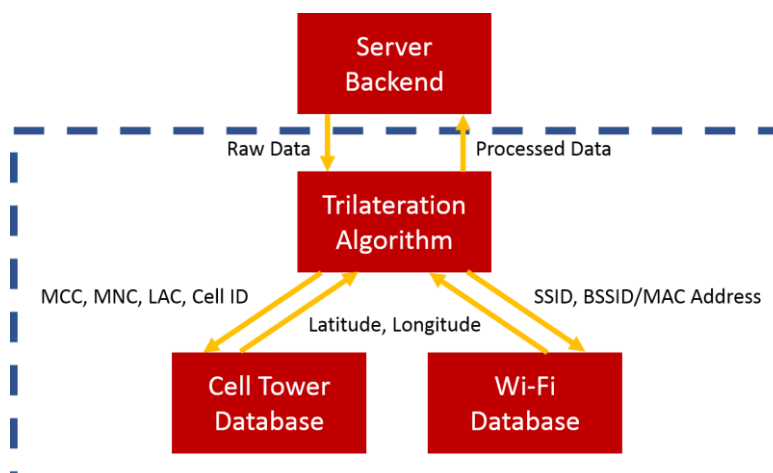 Server
Backend
Raw Data
Processed Data
Trilateration
Algorithm
MCC, MNC, LAC, Cell ID
SSID, BSSID/MAC Address
Latitude, Longitude
Cell Tower
Database
Wi-Fi
Database